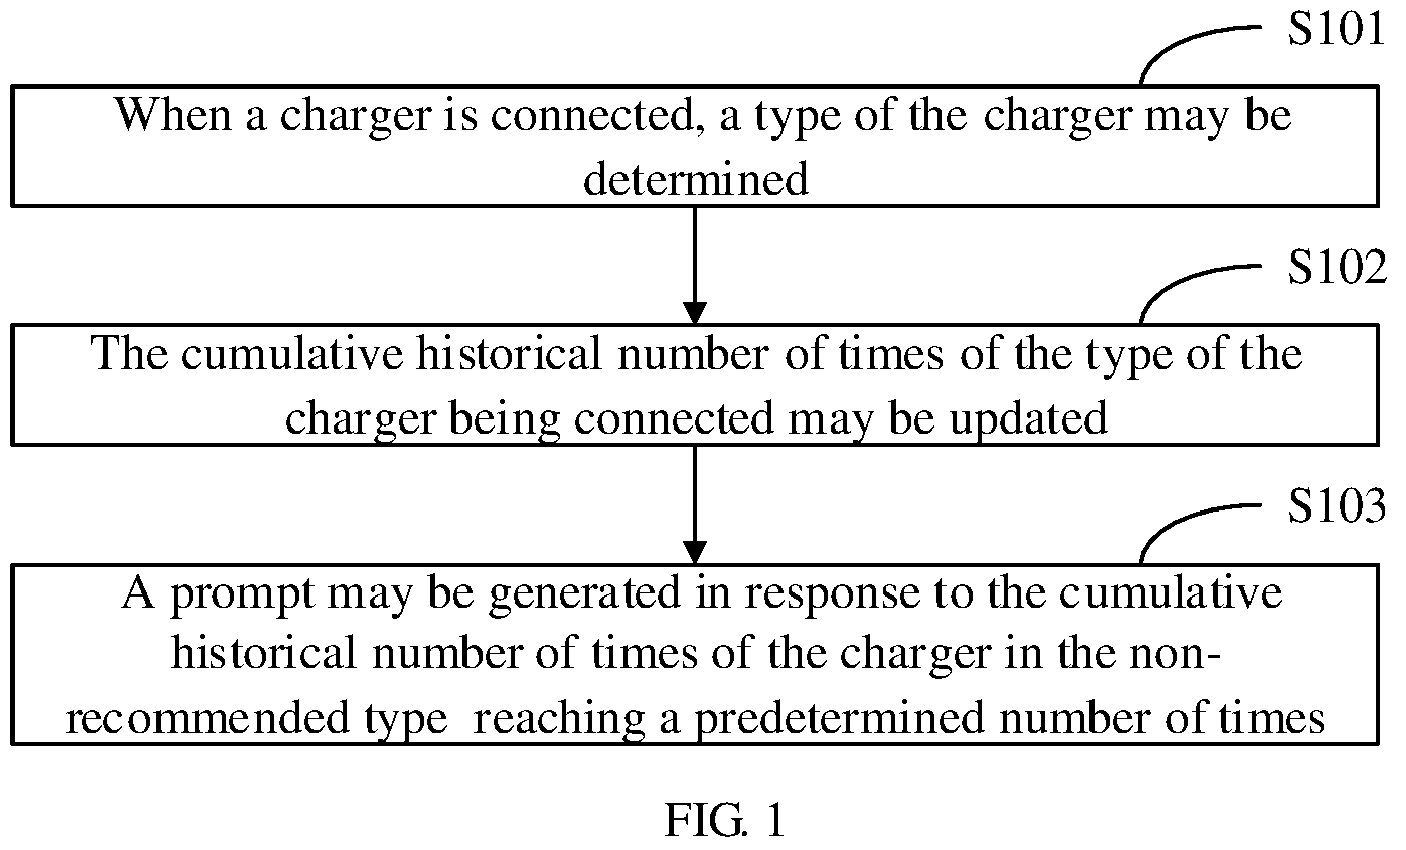 S101
When a charger is connected, a type of the charger may be
determined
S102
The cumulative historical number of times of the type of the
charger being connected may be updated
S103
A prompt may be generated in response to the cumulative
historical number of times of the charger in the non-
recommended type reaching a predetermined number of times
FIG. 1